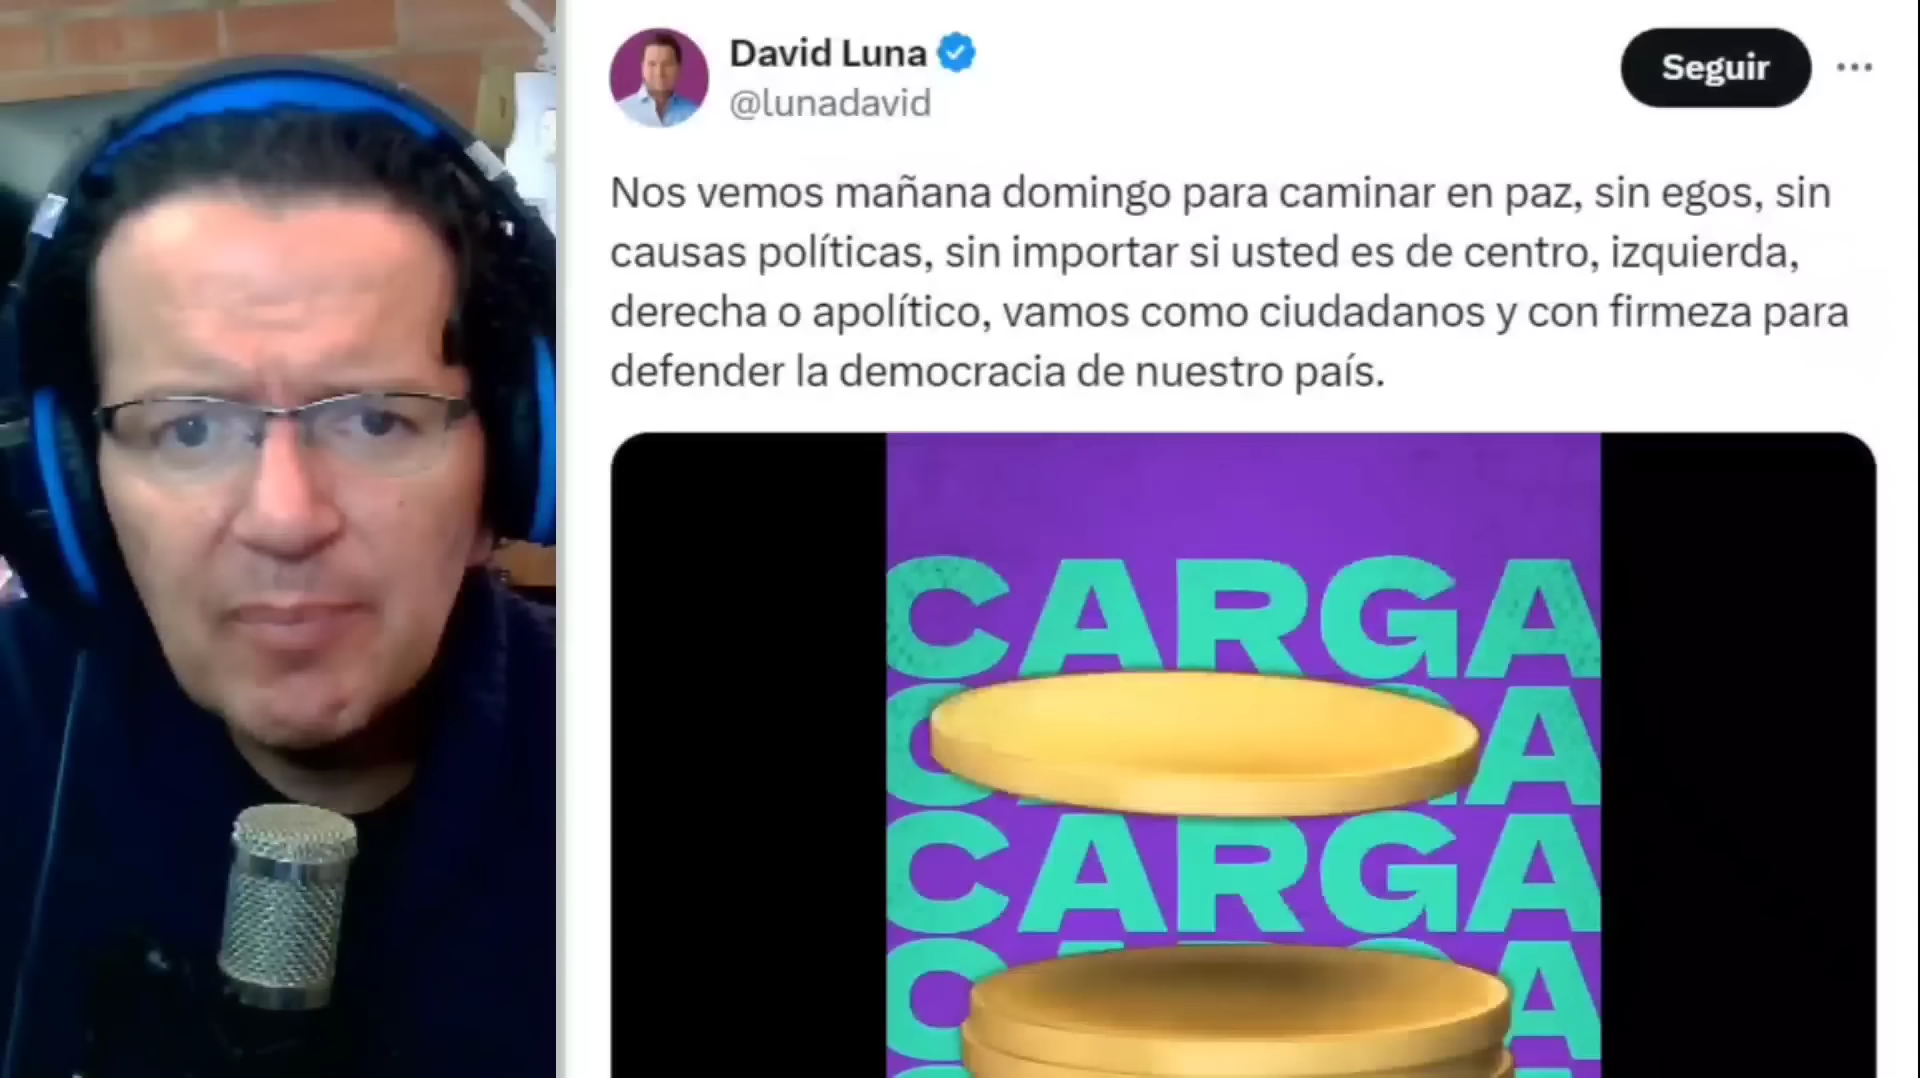 David Luna
@lunadavid
Seguir
Nos vemos mañana domingo para caminar en paz, sin egos, sin
causas políticas, sin importar si usted es de centro, izquierda,
derecha o apolítico, vamos como ciudadanos y con firmeza para
defender la democracia de nuestro país.
CARGA
CARGA
CARGA
CARGA